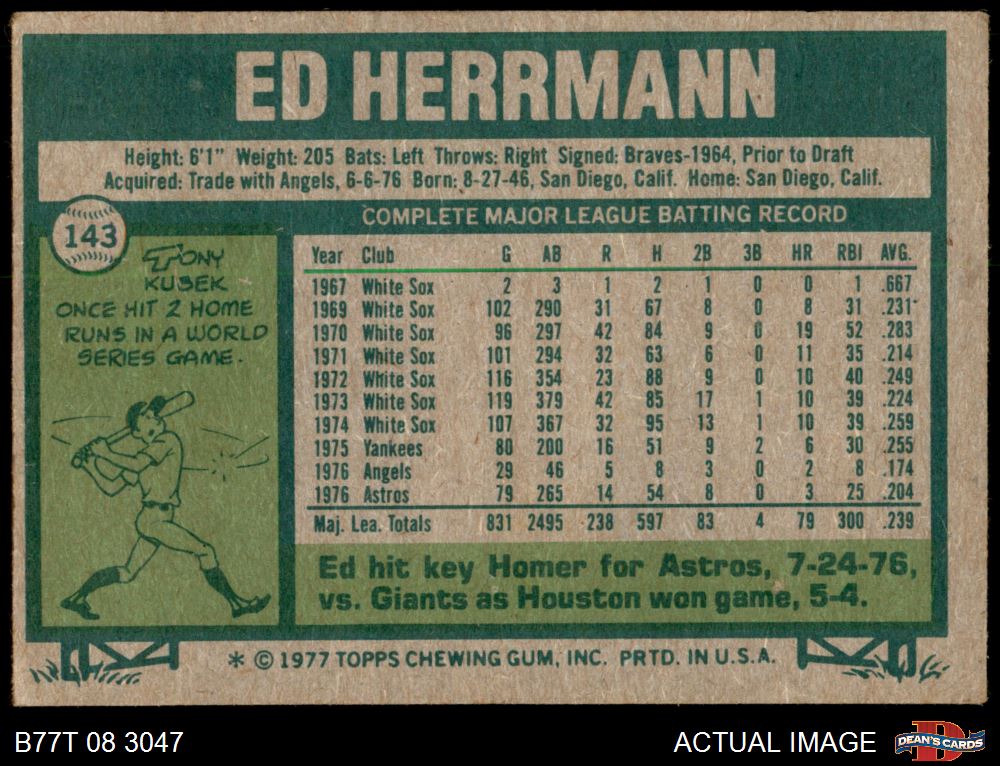 ED HERRMANN
Height: 6'1" Weight: 205 Bats: Left Throws: Right Signed: Braves-1964, Prior to Draft
Acquired: Trade with Angels, 6-6-76 Born: 8-27-46, San Diego, Calif. Home: San Diego, Calif.
143
TONY
KUBEK
ONCE HIT 2 HOME
RUNS IN A WORLD
SERIES GAME.
COMPLETE MAJOR LEAGUE BATTING RECORD
Year Club G AB R H 2B 3B HR RBI AVG.
1967 White Sox 2 3 1 2 1 0 0 1 .667
1969 White Sox 102 290 31 67 8 0 8 31 .231
1970 White Sox 96 297 42 84 9 0 19 52 .283
1971 White Sox 101 294 32 63 6 0 11 35 .214
1972 White Sox 116 354 23 88 9 0 10 40 .249
1973 White Sox 119 379 42 85 17 1 10 39 .224
1974 White Sox 107 367 32 95 13 1 10 39 .259
1975 Yankees 80 200 16 51 9 2 6 30 .255
1976 Angels 29 46 5 8 3 0 2 8 .174
1976 Astros 79 265 14 54 8 0 3 25 .204
Maj. Lea. Totals 831 2495 238 597 83 4 79 300 .239
Ed hit key Homer for Astros, 7-24-76,
vs. Giants as Houston won game, 5-4.
* © 1977 TOPPS CHEWING GUM, INC. PRTD. IN U.S.A.
B77T 08 3047
ACTUAL IMAGE
DEAN'S CARDS